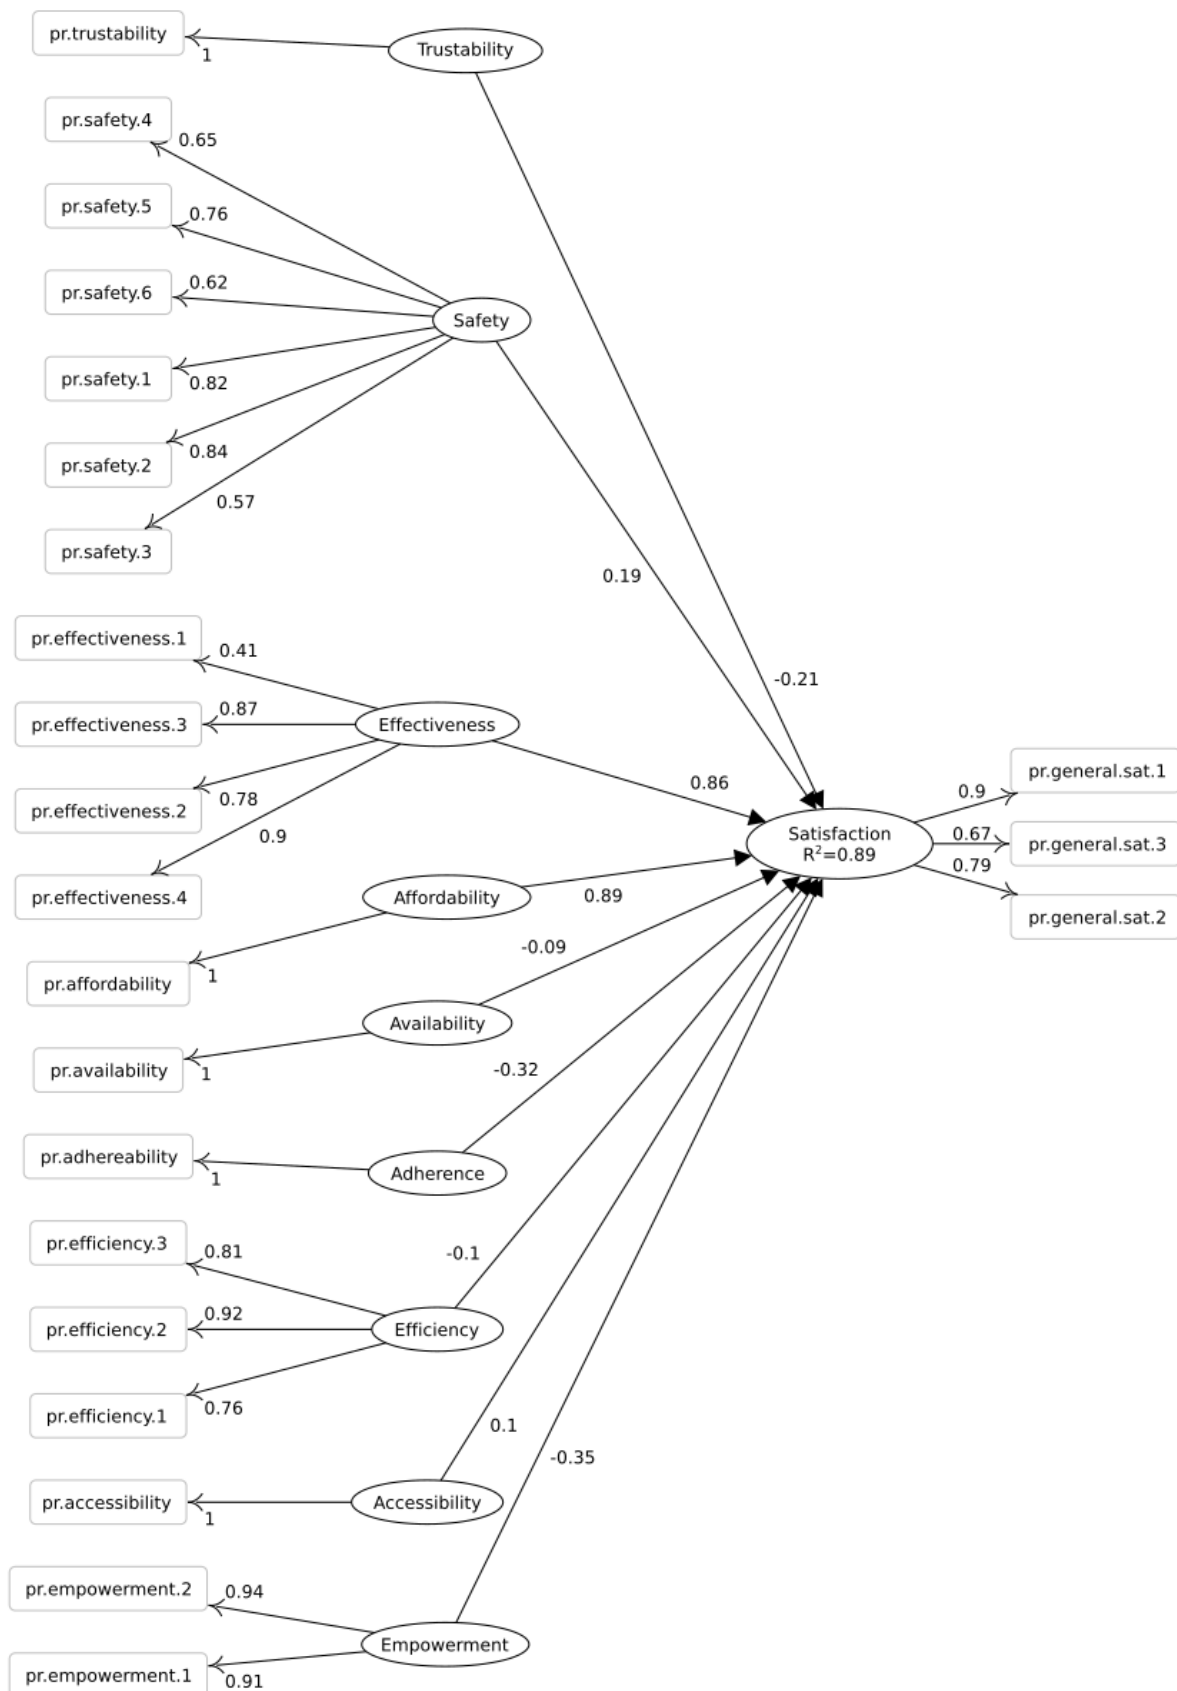 pr.trustability
1
Trustability
pr.safety.4
0.65
pr.safety.5
0.76
pr.safety.6
0.62
Safety
pr.safety.1
0.82
pr.safety.2
0.84
0.57
pr.safety.3
0.19
pr.effectiveness.1
0.41
-0.21
pr.effectiveness.3
0.87
Effectiveness
0.86
pr.effectiveness.2
0.78
0.9
pr.effectiveness.4
Satisfaction
R²=0.89
0.9
pr.general.sat.1
0.67
pr.general.sat.3
0.79
pr.general.sat.2
Affordability
0.89
pr.affordability
1
-0.09
Availability
pr.availability
1
-0.32
pr.adhereability
1
Adherence
pr.efficiency.3
0.81
-0.1
pr.efficiency.2
0.92
Efficiency
pr.efficiency.1
0.76
0.1
-0.35
pr.accessibility
1
Accessibility
pr.empowerment.2
0.94
Empowerment
pr.empowerment.1
0.91